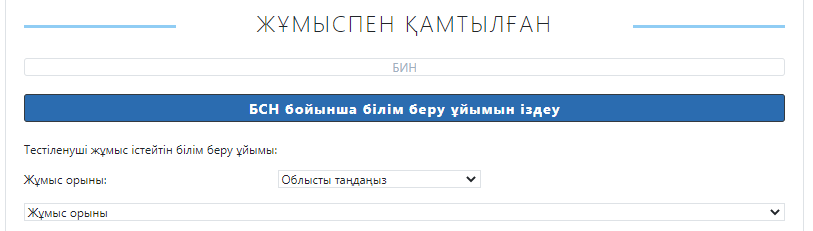 ЖҰМЫСПЕН ҚАМТЫЛҒАН
БИН
БСН бойынша білім беру ұйымын іздеу
Тестіленуші жұмыс істейтін білім беру ұйымы:
Жұмыс орыны: Облысты таңдаңыз
Жұмыс орыны